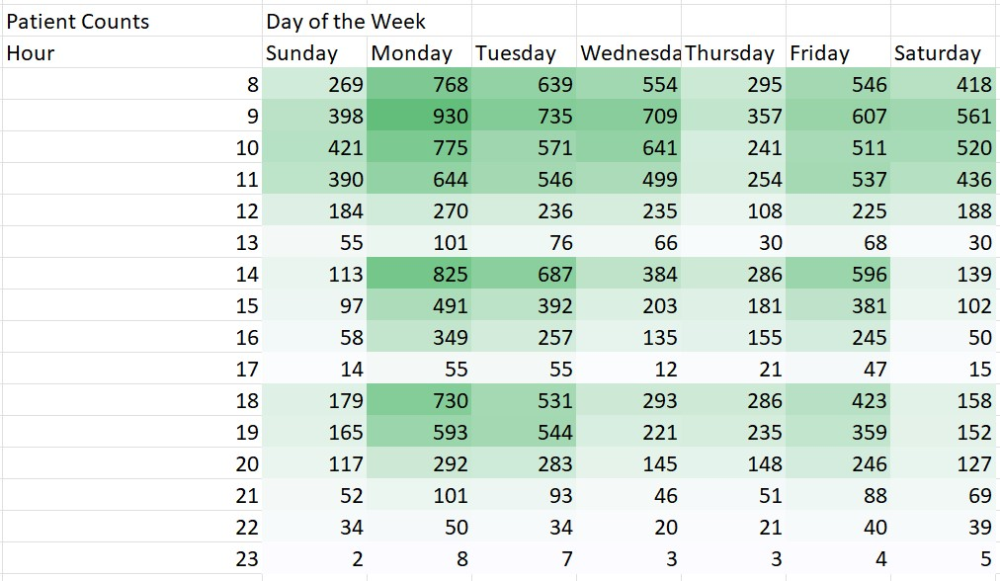 Patient Counts Day of the Week
Hour Sunday Monday Tuesday Wednesda Thursday Friday Saturday
8 269 768 639 554 295 546 418
9 398 930 735 709 357 607 561
10 421 775 571 641 241 511 520
11 390 644 546 499 254 537 436
12 184 270 236 235 108 225 188
13 55 101 76 66 30 68 30
14 113 825 687 384 286 596 139
15 97 491 392 203 181 381 102
16 58 349 257 135 155 245 50
17 14 55 55 12 21 47 15
18 179 730 531 293 286 423 158
19 165 593 544 221 235 359 152
20 117 292 283 145 148 246 127
21 52 101 93 46 51 88 69
22 34 50 34 20 21 40 39
23 2 8 7 3 3 4 5